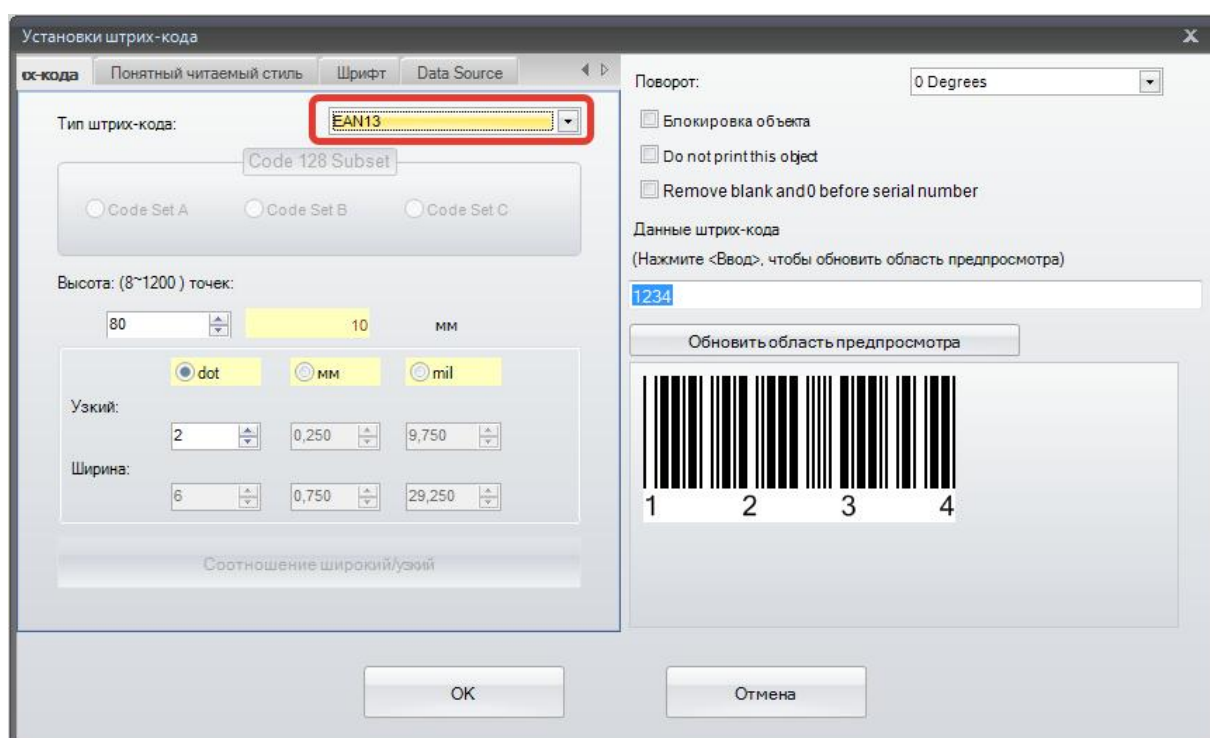 Установки штрих-кода
х-кода Понятный читаемый стиль Шрифт Data Source
Тип штрих-кода: EAN13
Code 128 Subset
Code Set A Code Set B Code Set C
Высота: (8~1200 ) точек:
80 10 мм
dot мм mil
Узкий:
2 0,250 9,750
Ширина:
6 0,750 29,250
Соотношение широкий/узкий
Поворот: 0 Degrees
Блокировка объекта
Do not print this object
Remove blank and 0 before serial number
Данные штрих-кода
(Нажмите <Ввод>, чтобы обновить область предпросмотра)
1234
Обновить область предпросмотра
1 2 3 4
OK Отмена